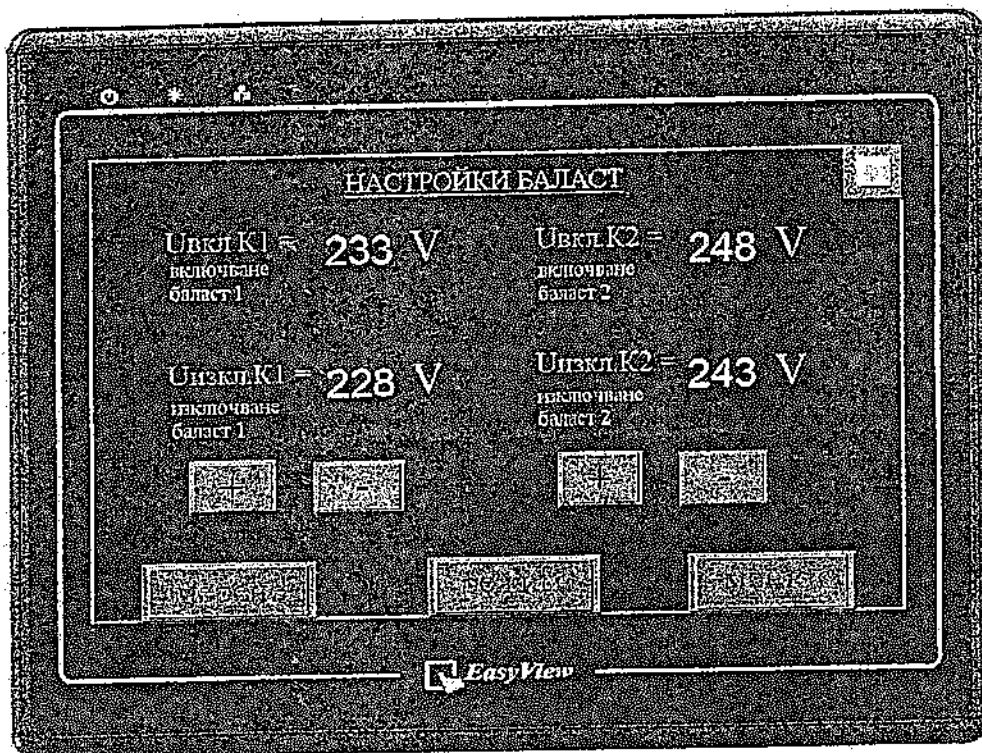 НАСТРОЙКИ БАЛАСТ
Uвкл.К1 = 233 V
включване
баласт 1
Uвкл.К2 = 248 V
включване
баласт 2
Uизкл.К1 = 228 V
изключване
баласт 1
Uизкл.К2 = 243 V
изключване
баласт 2
+ -
+ -
EasyView